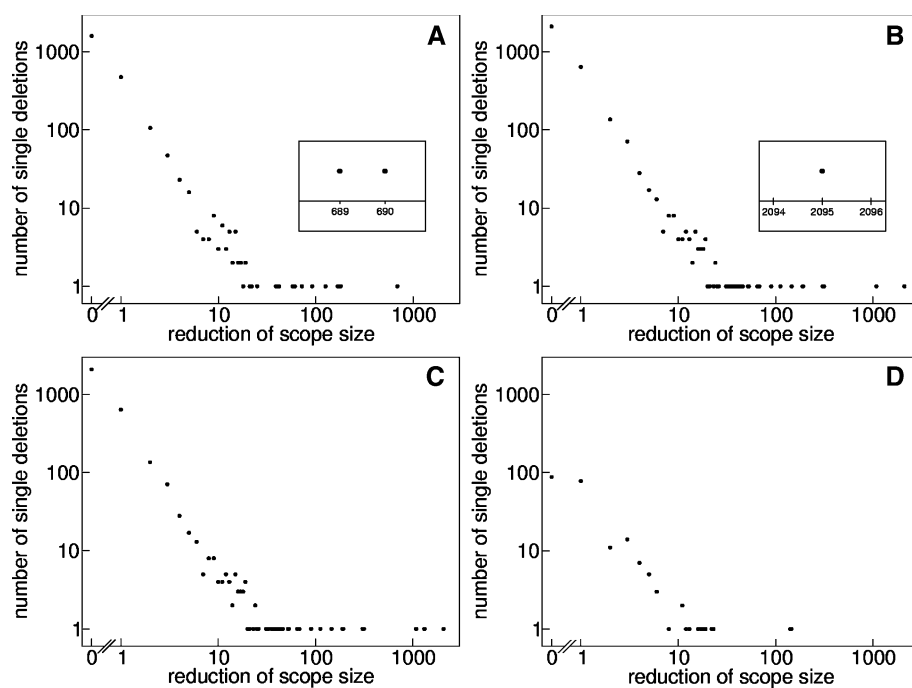 A
number of single deletions
1000
100
10
1
689 690
0 1 10 100 1000
reduction of scope size
B
number of single deletions
1000
100
10
1
2094 2095 2096
0 1 10 100 1000
reduction of scope size
C
number of single deletions
1000
100
10
1
0 1 10 100 1000
reduction of scope size
D
number of single deletions
1000
100
10
1
0 1 10 100 1000
reduction of scope size